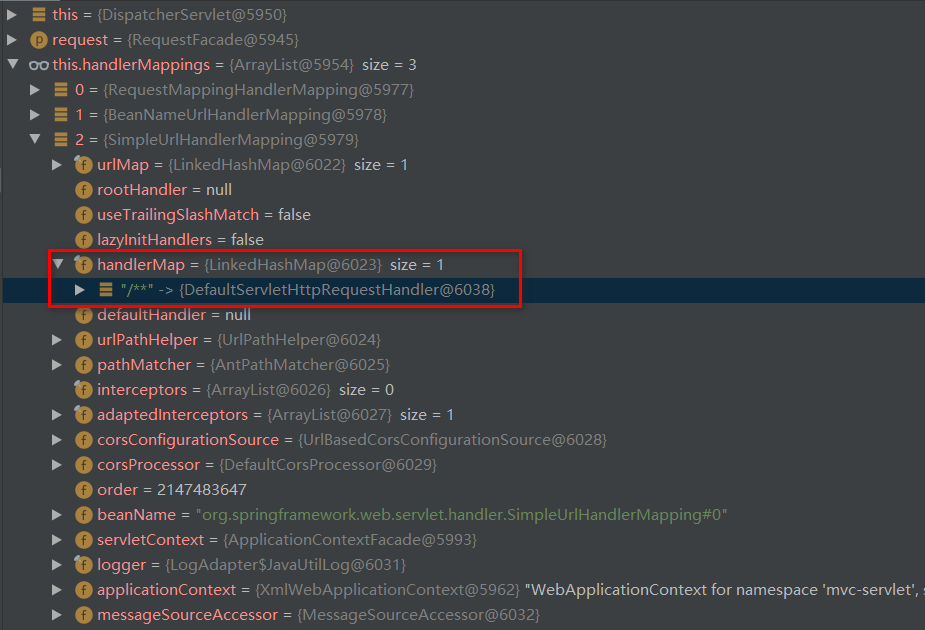 this = {DispatcherServlet@5950}
p request = {RequestFacade@5945}
this.handlerMappings = {ArrayList@5954} size = 3
0 = {RequestMappingHandlerMapping@5977}
1 = {BeanNameUrlHandlerMapping@5978}
2 = {SimpleUrlHandlerMapping@5979}
f urlMap = {LinkedHashMap@6022} size = 1
f rootHandler = null
f useTrailingSlashMatch = false
f lazyInitHandlers = false
f handlerMap = {LinkedHashMap@6023} size = 1
"/**" -> {DefaultServletHttpRequestHandler@6038}
f defaultHandler = null
f urlPathHelper = {UrlPathHelper@6024}
f pathMatcher = {AntPathMatcher@6025}
f interceptors = {ArrayList@6026} size = 0
f adaptedInterceptors = {ArrayList@6027} size = 1
f corsConfigurationSource = {UrlBasedCorsConfigurationSource@6028}
f corsProcessor = {DefaultCorsProcessor@6029}
f order = 2147483647
f beanName = "org.springframework.web.servlet.handler.SimpleUrlHandlerMapping#0"
f servletContext = {ApplicationContextFacade@5993}
f logger = {LogAdapter$JavaUtilLog@6031}
f applicationContext = {XmlWebApplicationContext@5962} "WebApplicationContext for namespace 'mvc-servlet', s
f messageSourceAccessor = {MessageSourceAccessor@6032}